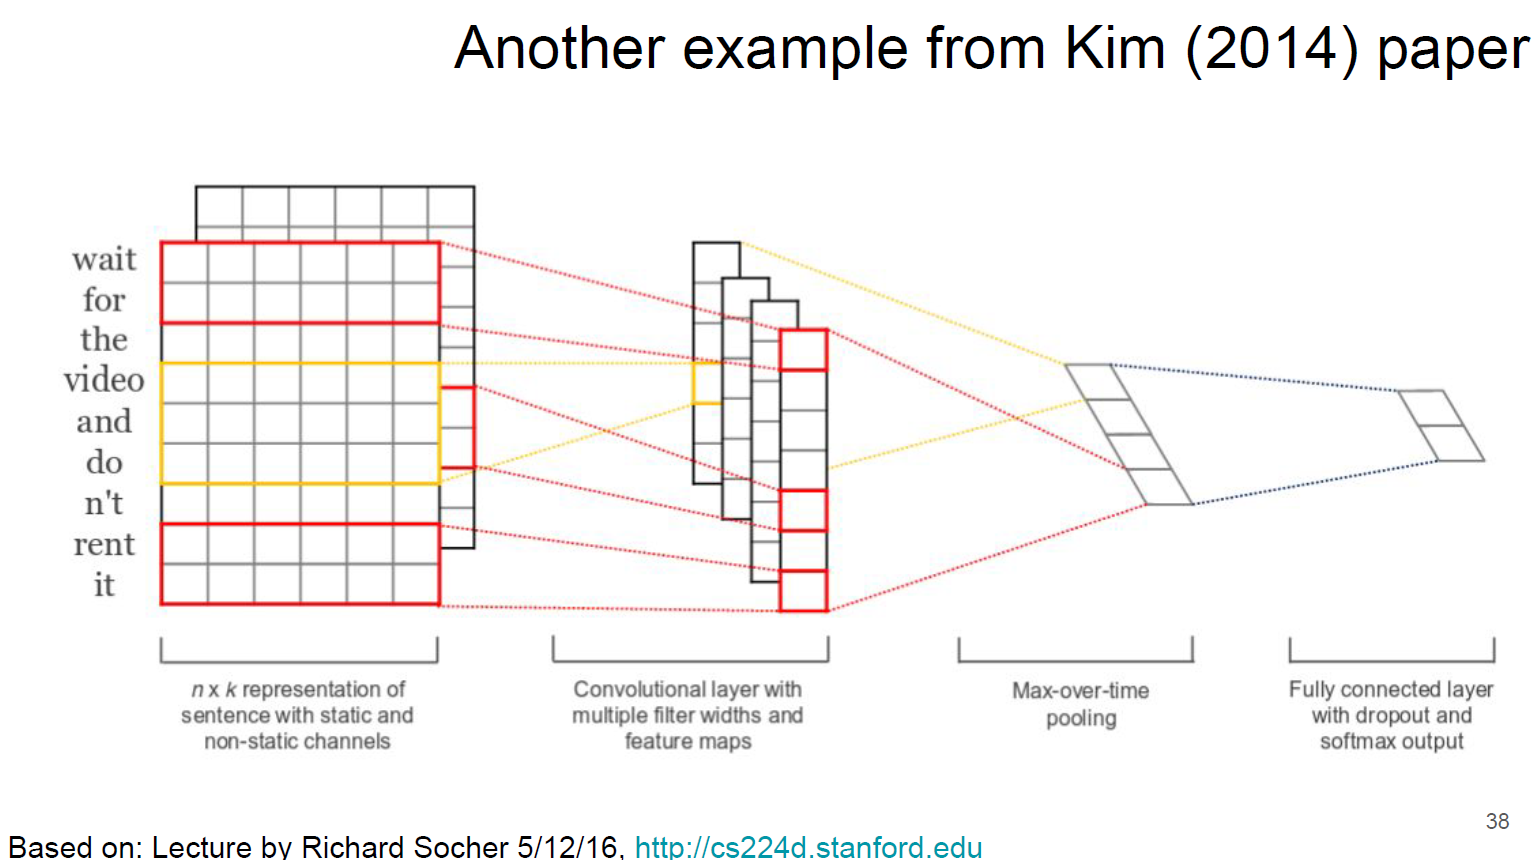 Another example from Kim (2014) paper
wait
for
the
video
and
do
n't
rent
it
n x k representation of
sentence with static and
non-static channels
Convolutional layer with
multiple filter widths and
feature maps
Max-over-time
pooling
Fully connected layer
with dropout and
softmax output
38
Based on: Lecture by Richard Socher 5/12/16, http://cs224d.stanford.edu